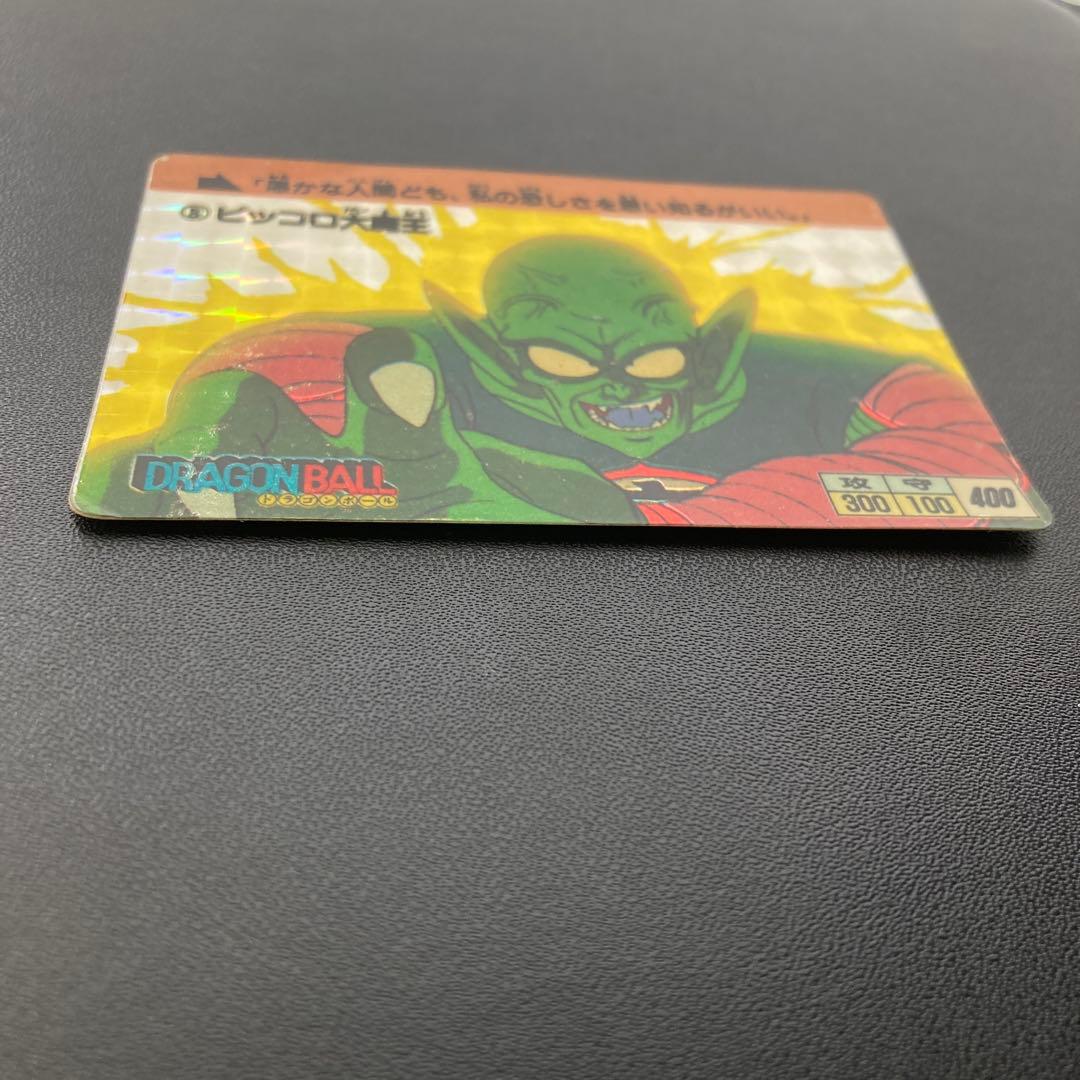 「愚かな人間ども、私の恐しさを思い知るがいい。」
ピッコロ大魔王
DRAGON BALL
ドラゴンボール
攻 守
300 100 400